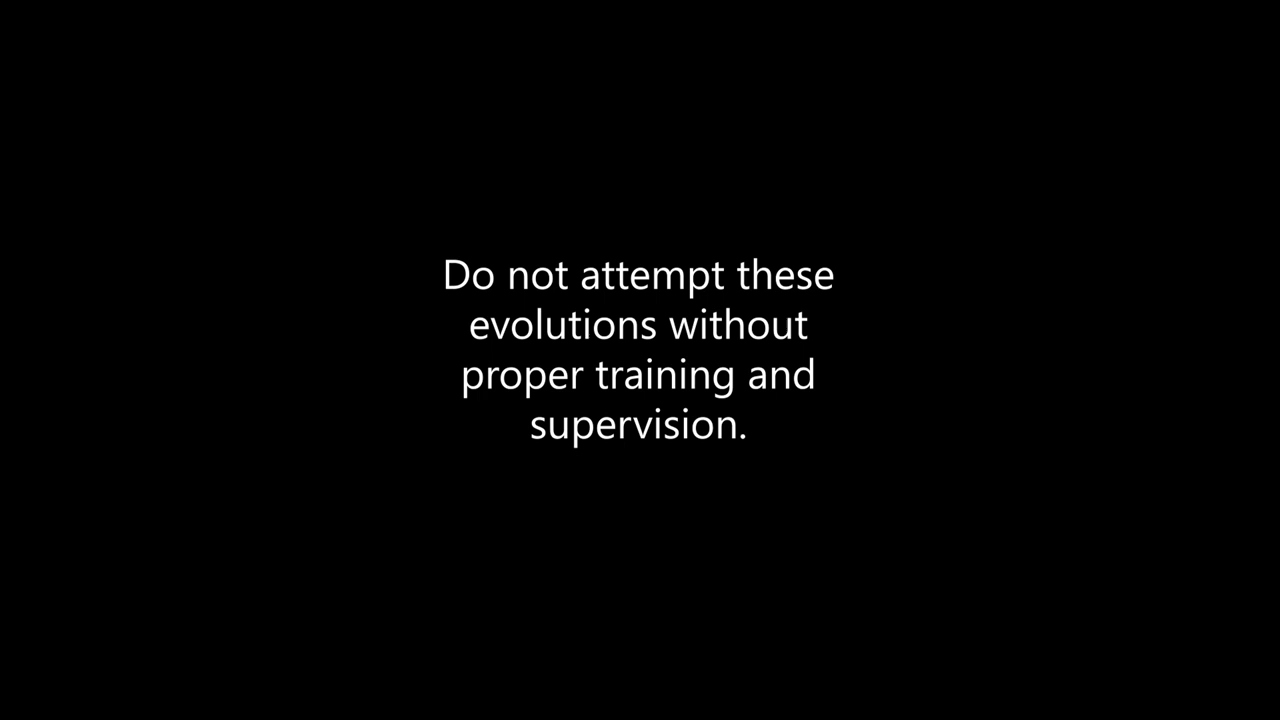 Do not attempt these
evolutions without
proper training and
supervision.